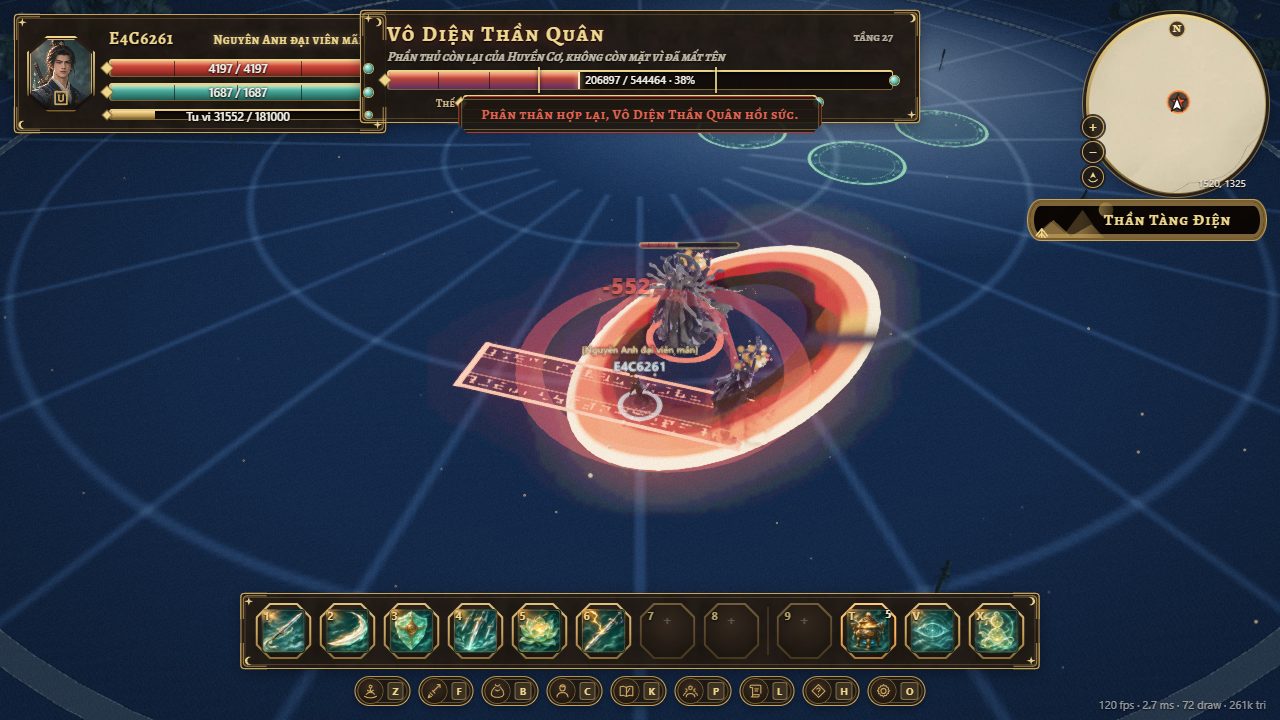 E4C6261
Nguyên Anh đại viên mã
4197 / 4197
1687 / 1687
Tu vi 31552 / 181000
U
Vô Diện Thần Quân
Tầng 27
Phần thủ còn lại của Huyền Cơ, không còn mặt vì đã mất tên
206897 / 544464 · 38%
Thế
Phân thân hợp lại, Vô Diện Thần Quân hồi sức.
N
+
−
1520, 1325
Thần Tàng Điện
-552
[Nguyên Anh đại viên mãn]
E4C6261
1 2 3 4 5 6 7 8 9 T 5 V X
Z F B C K P L H O
120 fps · 2.7 ms · 72 draw · 261k tri